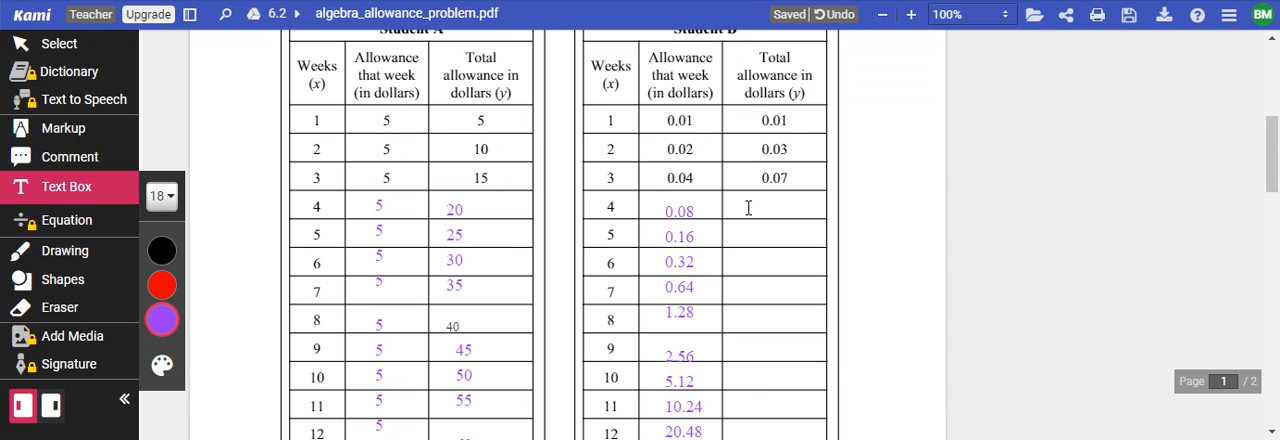 Kami Teacher Upgrade 6.2 algebra_allowance_problem.pdf Saved Undo 100% BM
Select
Dictionary
Text to Speech
Markup
Comment
Text Box
Equation
Drawing
Shapes
Eraser
Add Media
Signature
18
Student A
Weeks (x) Allowance that week (in dollars) Total allowance in dollars (y)
1 5 5
2 5 10
3 5 15
4 5 20
5 5 25
6 5 30
7 5 35
8 5 40
9 5 45
10 5 50
11 5 55
12 5
Student B
Weeks (x) Allowance that week (in dollars) Total allowance in dollars (y)
1 0.01 0.01
2 0.02 0.03
3 0.04 0.07
4 0.08
5 0.16
6 0.32
7 0.64
8 1.28
9 2.56
10 5.12
11 10.24
12 20.48
Page 1 / 2